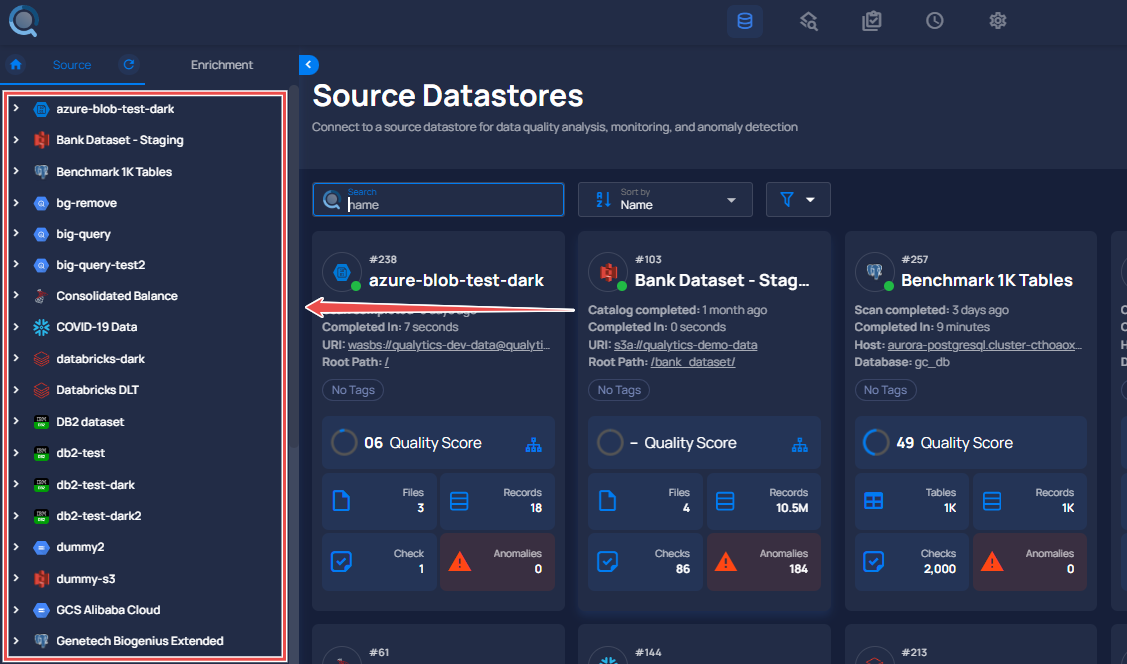 Source
Enrichment
azure-blob-test-dark
Bank Dataset - Staging
Benchmark 1K Tables
bg-remove
big-query
big-query-test2
Consolidated Balance
COVID-19 Data
databricks-dark
Databricks DLT
DB2 dataset
db2-test
db2-test-dark
db2-test-dark2
dummy2
dummy-s3
GCS Alibaba Cloud
Genetech Biogenius Extended
Source Datastores
Connect to a source datastore for data quality analysis, monitoring, and anomaly detection
Search
name
Sort by
Name
#238
azure-blob-test-dark
Completed In: 7 seconds
URI: wasbs://qualytics-dev-data@qualyti...
Root Path: /
No Tags
06 Quality Score
Files
3
Records
18
Check
1
Anomalies
0
#103
Bank Dataset - Stag...
Catalog completed: 1 month ago
Completed In: 0 seconds
URI: s3a://qualytics-demo-data
Root Path: /bank_dataset/
No Tags
– Quality Score
Files
4
Records
10.5M
Checks
86
Anomalies
184
#257
Benchmark 1K Tables
Scan completed: 3 days ago
Completed In: 9 minutes
Host: aurora-postgresql.cluster-cthoaox...
Database: gc_db
No Tags
49 Quality Score
Tables
1K
Records
1K
Checks
2,000
Anomalies
0
#61
#144
#213